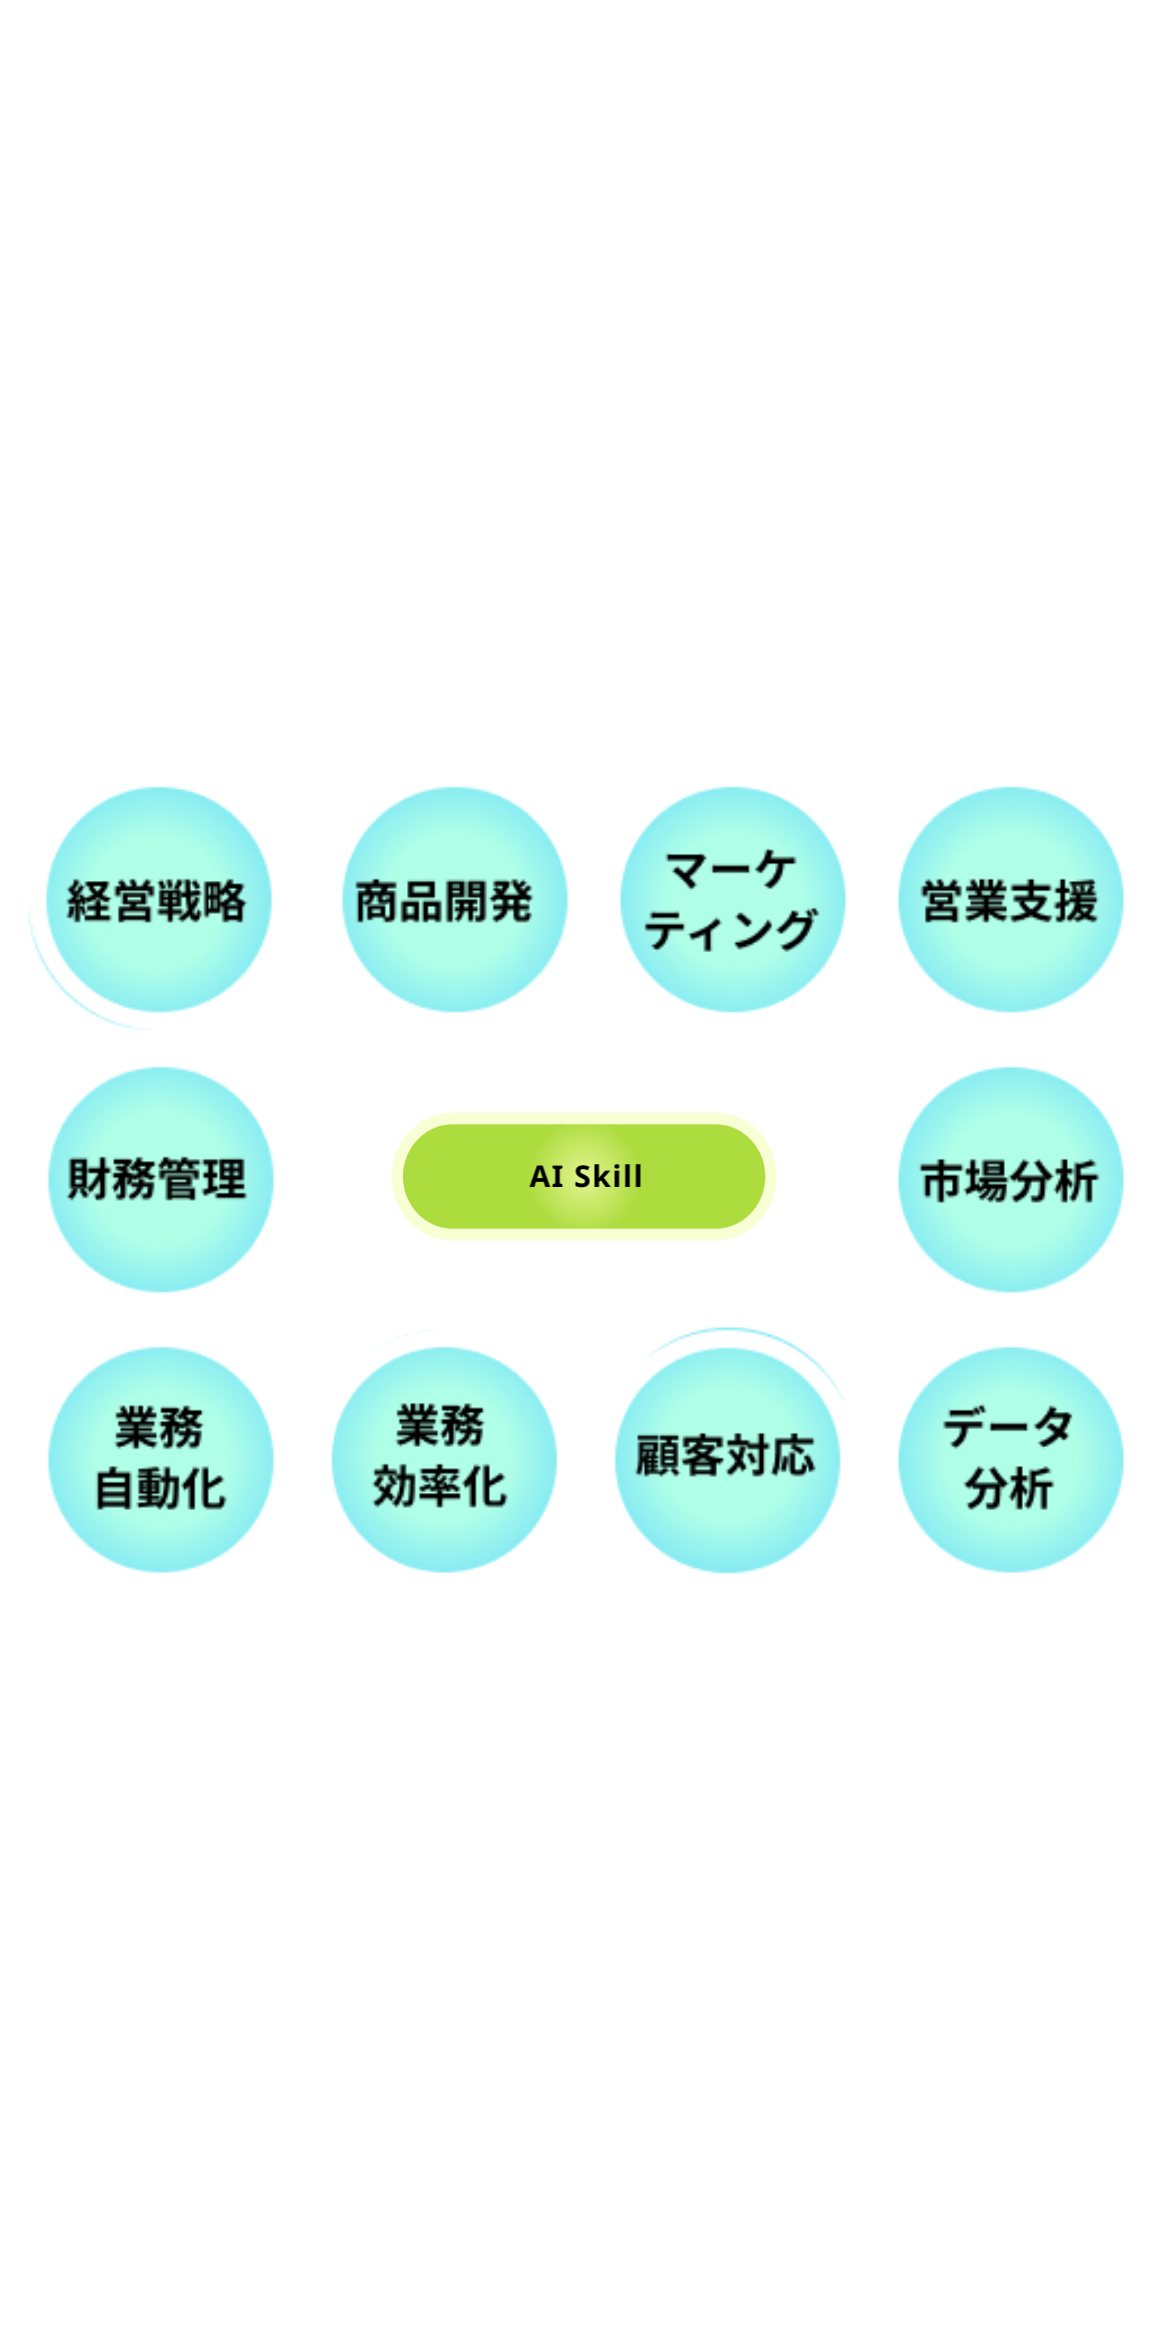 経営戦略
商品開発
マーケ
ティング
営業支援
財務管理
AI Skill
市場分析
業務
自動化
業務
効率化
顧客対応
データ
分析